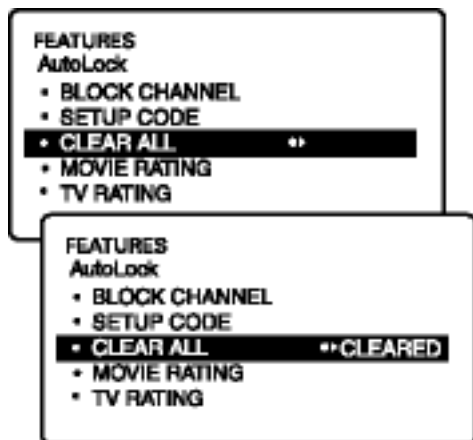 FEATURES
AutoLock
• BLOCK CHANNEL
• SETUP CODE
• CLEAR ALL ◂▸
• MOVIE RATING
• TV RATING
FEATURES
AutoLock
• BLOCK CHANNEL
• SETUP CODE
• CLEAR ALL ◂▸CLEARED
• MOVIE RATING
• TV RATING